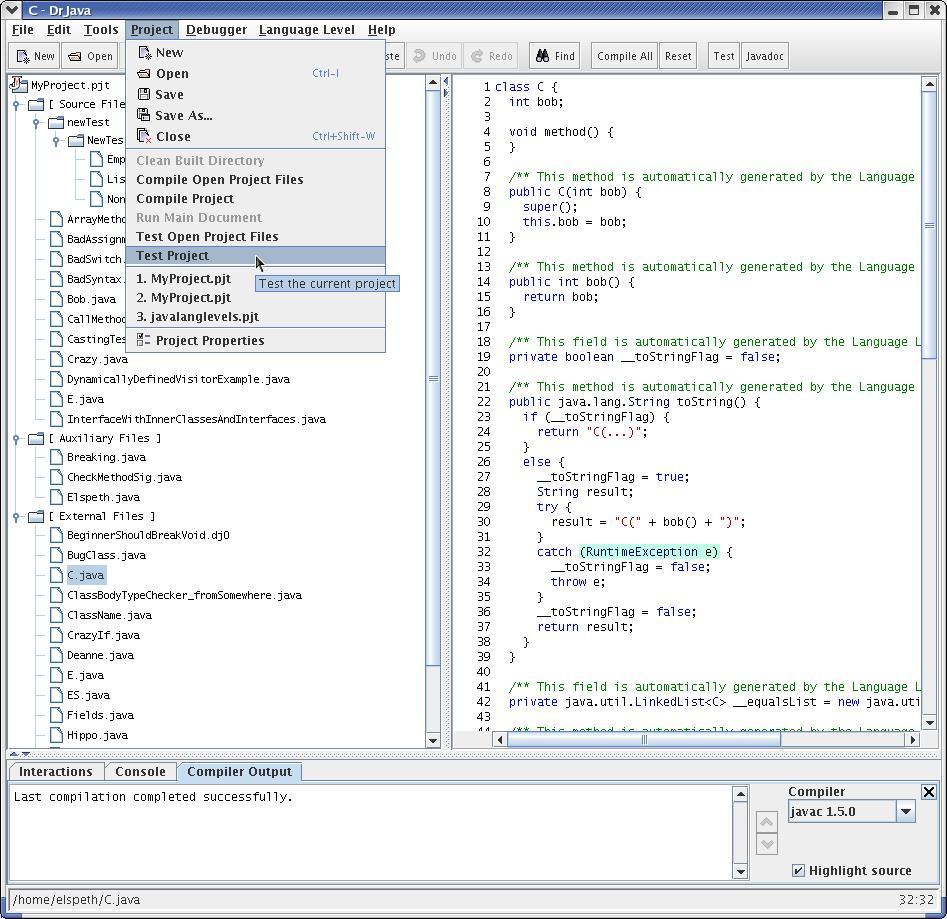 C - DrJava
File Edit Tools Project Debugger Language Level Help
New Open Undo Redo Find Compile All Reset Test Javadoc
New
Open Ctrl-I
Save
Save As...
Close Ctrl+Shift-W
Clean Built Directory
Compile Open Project Files
Compile Project
Run Main Document
Test Open Project Files
Test Project
Test the current project
1. MyProject.pjt
2. MyProject.pjt
3. javalanglevels.pjt
Project Properties
MyProject.pjt
[ Source File
newTest
NewTes
Emp
Lis
Non
ArrayMetho
BadAssignm
BadSwitch.
BadSyntax.
Bob.java
CallMethod
CastingTes
Crazy.java
DynamicallyDefinedVisitorExample.java
E.java
InterfaceWithInnerClassesAndInterfaces.java
[ Auxiliary Files ]
Breaking.java
CheckMethodSig.java
Elspeth.java
[ External Files ]
BeginnerShouldBreakVoid.dj0
BugClass.java
C.java
ClassBodyTypeChecker_fromSomewhere.java
ClassName.java
CrazyIf.java
Deanne.java
E.java
ES.java
Fields.java
Hippo.java
1 class C {
2 int bob;
3
4 void method() {
5 }
6
7 /** This method is automatically generated by the Language
8 public C(int bob) {
9 super();
10 this.bob = bob;
11 }
12
13 /** This method is automatically generated by the Language
14 public int bob() {
15 return bob;
16 }
17
18 /** This field is automatically generated by the Language L
19 private boolean __toStringFlag = false;
20
21 /** This method is automatically generated by the Language
22 public java.lang.String toString() {
23 if (__toStringFlag) {
24 return "C(...)";
25 }
26 else {
27 __toStringFlag = true;
28 String result;
29 try {
30 result = "C(" + bob() + ")";
31 }
32 catch (RuntimeException e) {
33 __toStringFlag = false;
34 throw e;
35 }
36 __toStringFlag = false;
37 return result;
38 }
39 }
40
41 /** This field is automatically generated by the Language L
42 private java.util.LinkedList<C> __equalsList = new java.uti
43
44 /** This method is automatically generated by the Language
Interactions Console Compiler Output
Last compilation completed successfully.
Compiler
javac 1.5.0
Highlight source
/home/elspeth/C.java 32:32